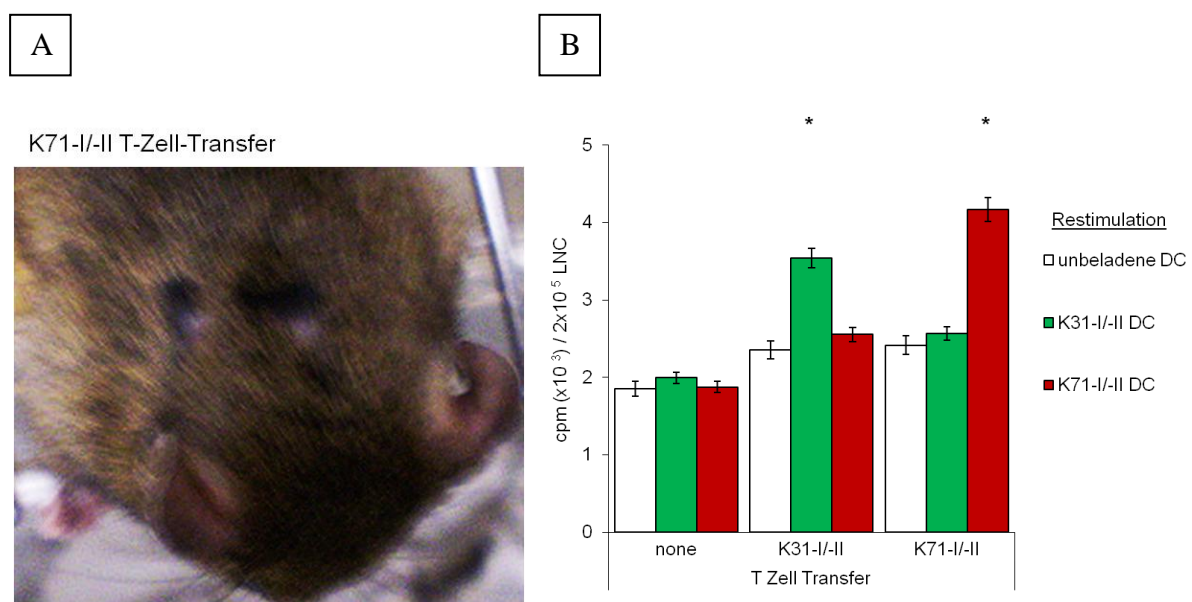 A
B
K71-I/-II T-Zell-Transfer
*
*
5
4
3
2
1
0
cpm (x10 ³) / 2x10 ⁵ LNC
none
K31-I/-II
K71-I/-II
T Zell Transfer
Restimulation
unbeladene DC
K31-I/-II DC
K71-I/-II DC